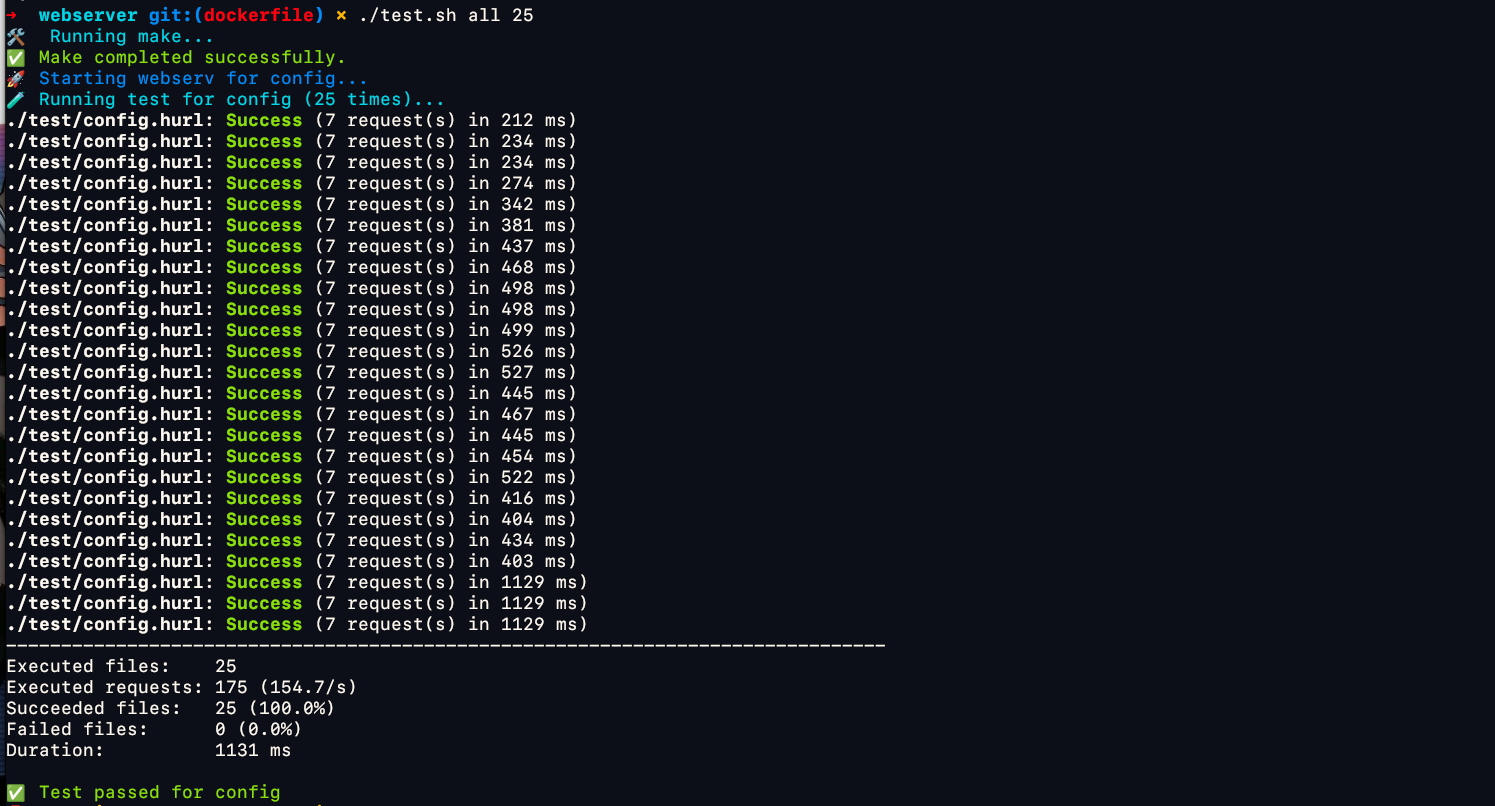 → webserver git:(dockerfile) × ./test.sh all 25
🛠 Running make...
✅ Make completed successfully.
🚀 Starting webserv for config...
🧪 Running test for config (25 times)...
./test/config.hurl: Success (7 request(s) in 212 ms)
./test/config.hurl: Success (7 request(s) in 234 ms)
./test/config.hurl: Success (7 request(s) in 234 ms)
./test/config.hurl: Success (7 request(s) in 274 ms)
./test/config.hurl: Success (7 request(s) in 342 ms)
./test/config.hurl: Success (7 request(s) in 381 ms)
./test/config.hurl: Success (7 request(s) in 437 ms)
./test/config.hurl: Success (7 request(s) in 468 ms)
./test/config.hurl: Success (7 request(s) in 498 ms)
./test/config.hurl: Success (7 request(s) in 498 ms)
./test/config.hurl: Success (7 request(s) in 499 ms)
./test/config.hurl: Success (7 request(s) in 526 ms)
./test/config.hurl: Success (7 request(s) in 527 ms)
./test/config.hurl: Success (7 request(s) in 445 ms)
./test/config.hurl: Success (7 request(s) in 467 ms)
./test/config.hurl: Success (7 request(s) in 445 ms)
./test/config.hurl: Success (7 request(s) in 454 ms)
./test/config.hurl: Success (7 request(s) in 522 ms)
./test/config.hurl: Success (7 request(s) in 416 ms)
./test/config.hurl: Success (7 request(s) in 404 ms)
./test/config.hurl: Success (7 request(s) in 434 ms)
./test/config.hurl: Success (7 request(s) in 403 ms)
./test/config.hurl: Success (7 request(s) in 1129 ms)
./test/config.hurl: Success (7 request(s) in 1129 ms)
./test/config.hurl: Success (7 request(s) in 1129 ms)
--------------------------------------------------------------------------------
Executed files: 25
Executed requests: 175 (154.7/s)
Succeeded files: 25 (100.0%)
Failed files: 0 (0.0%)
Duration: 1131 ms
✅ Test passed for config